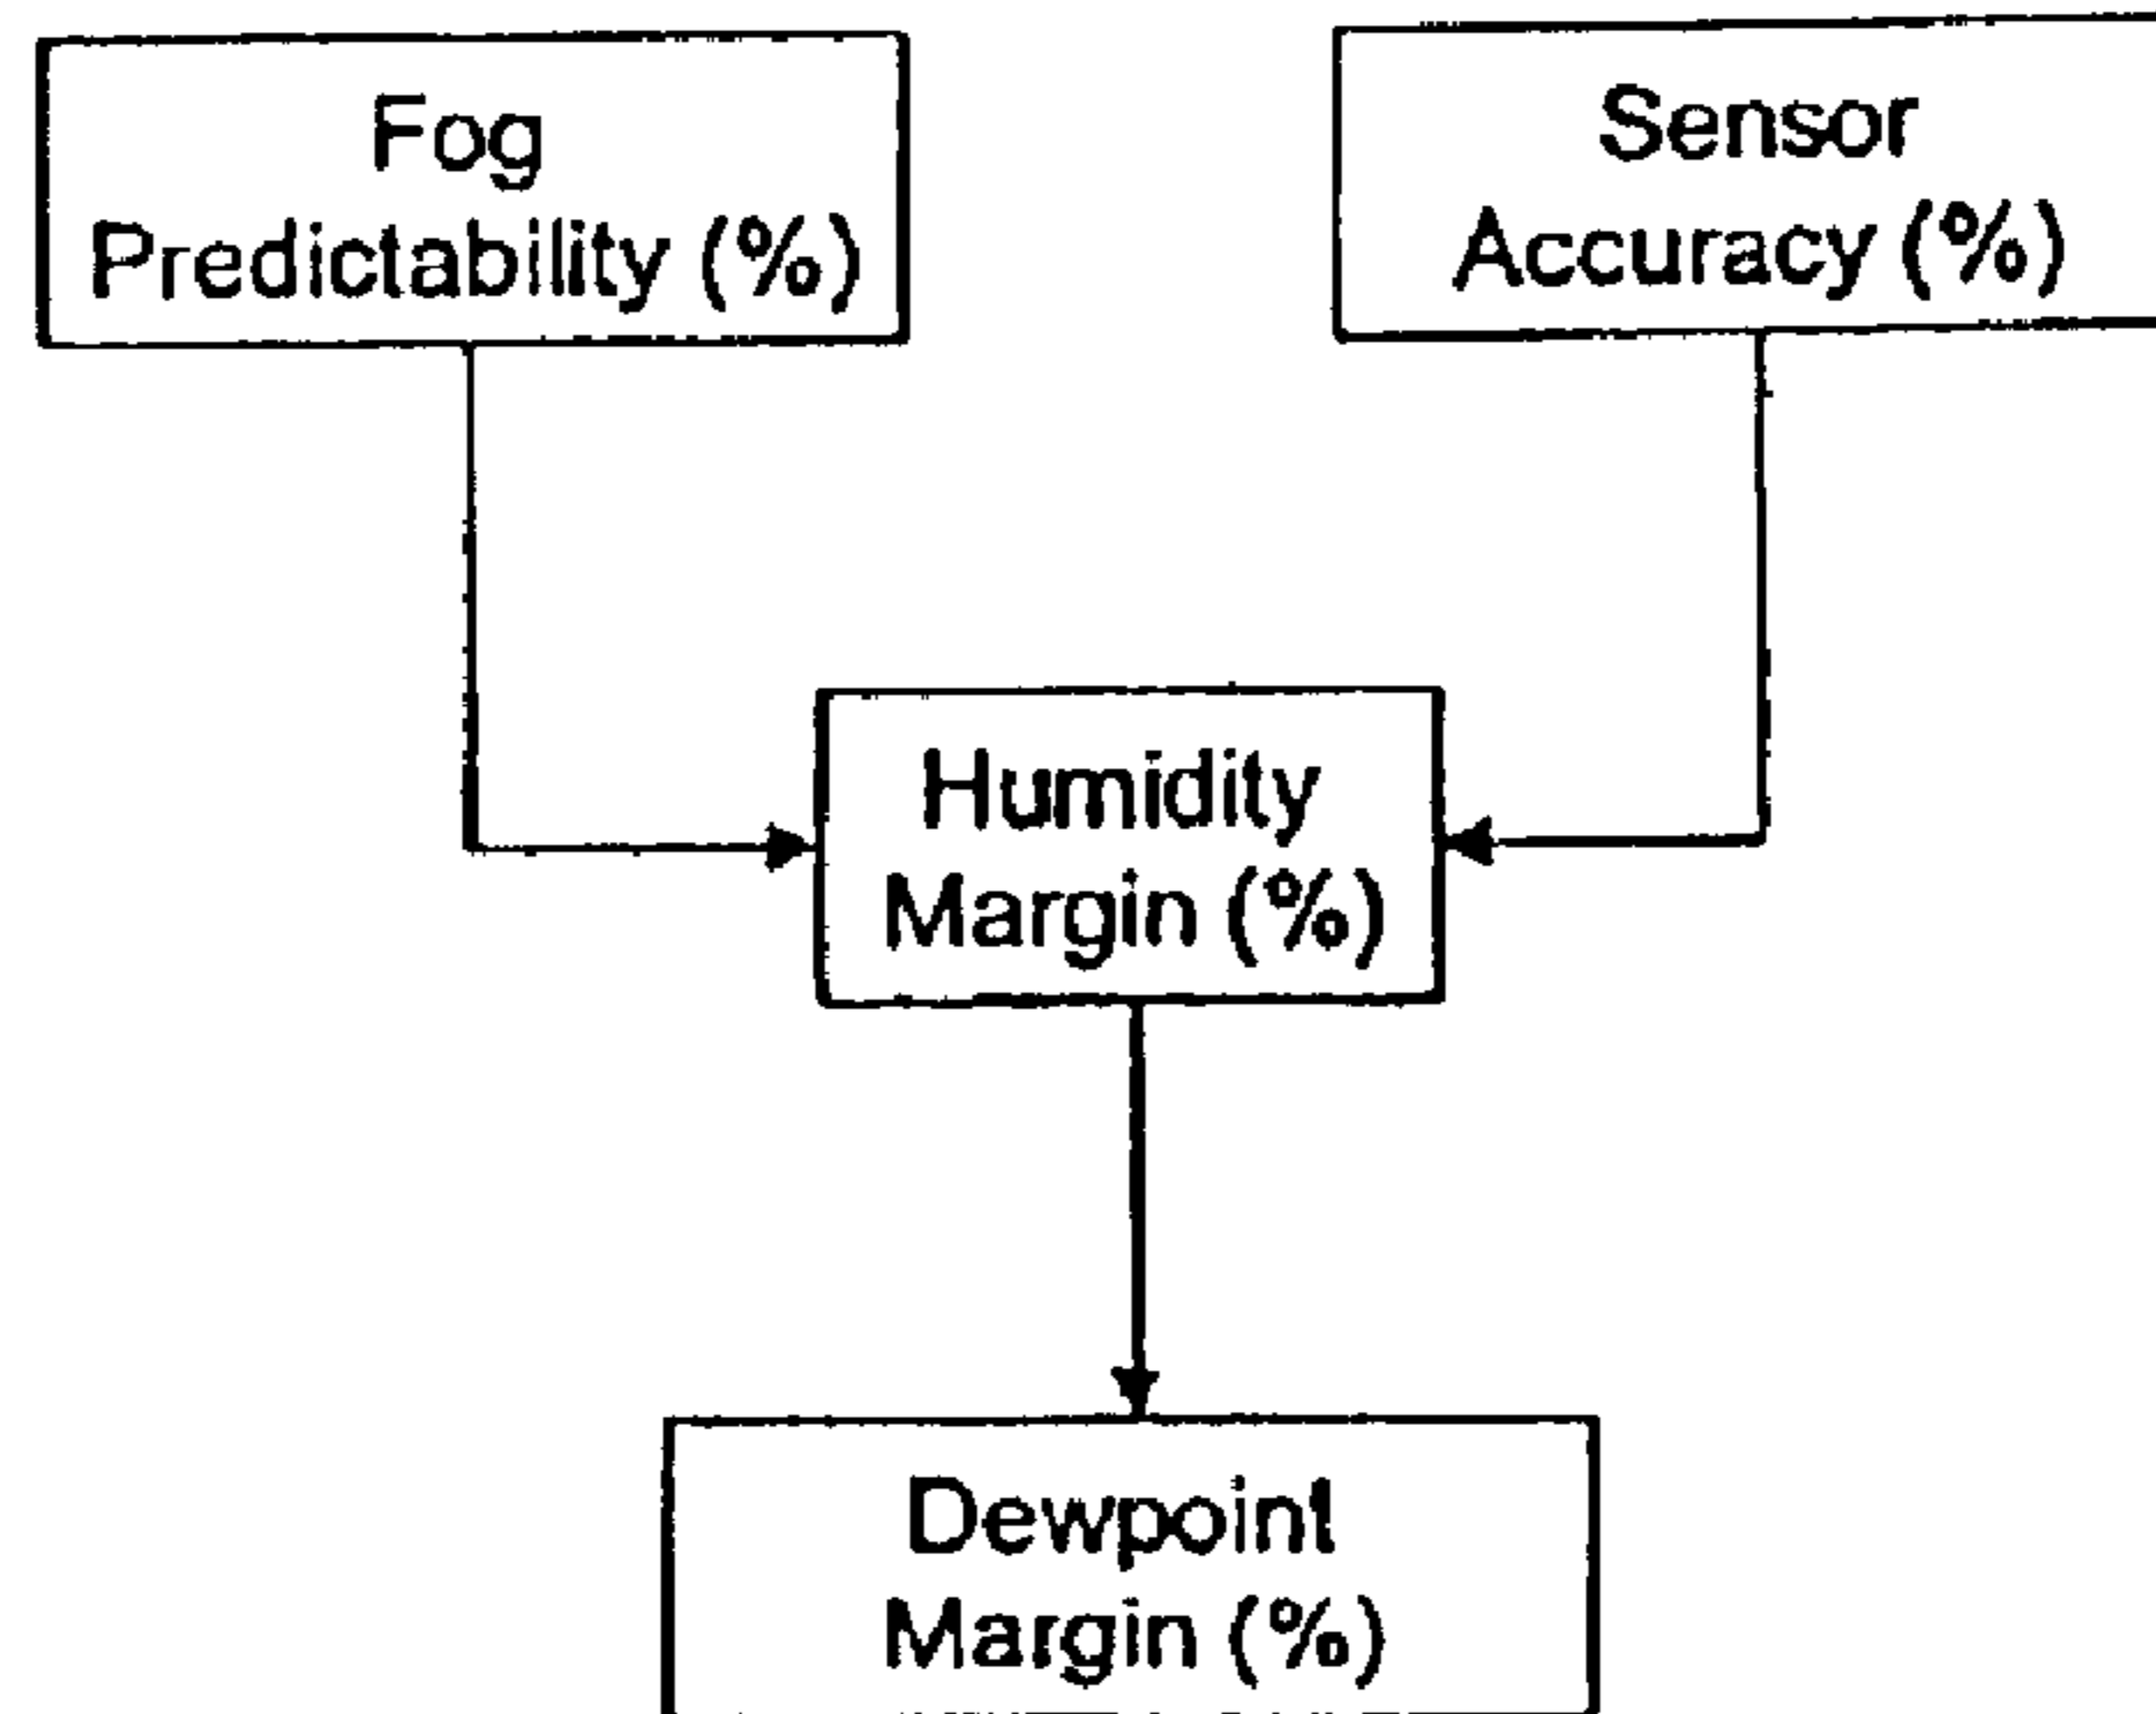 Fog
Predictability (%)
Sensor
Accuracy (%)
Humidity
Margin (%)
Dewpoint
Margin (%)